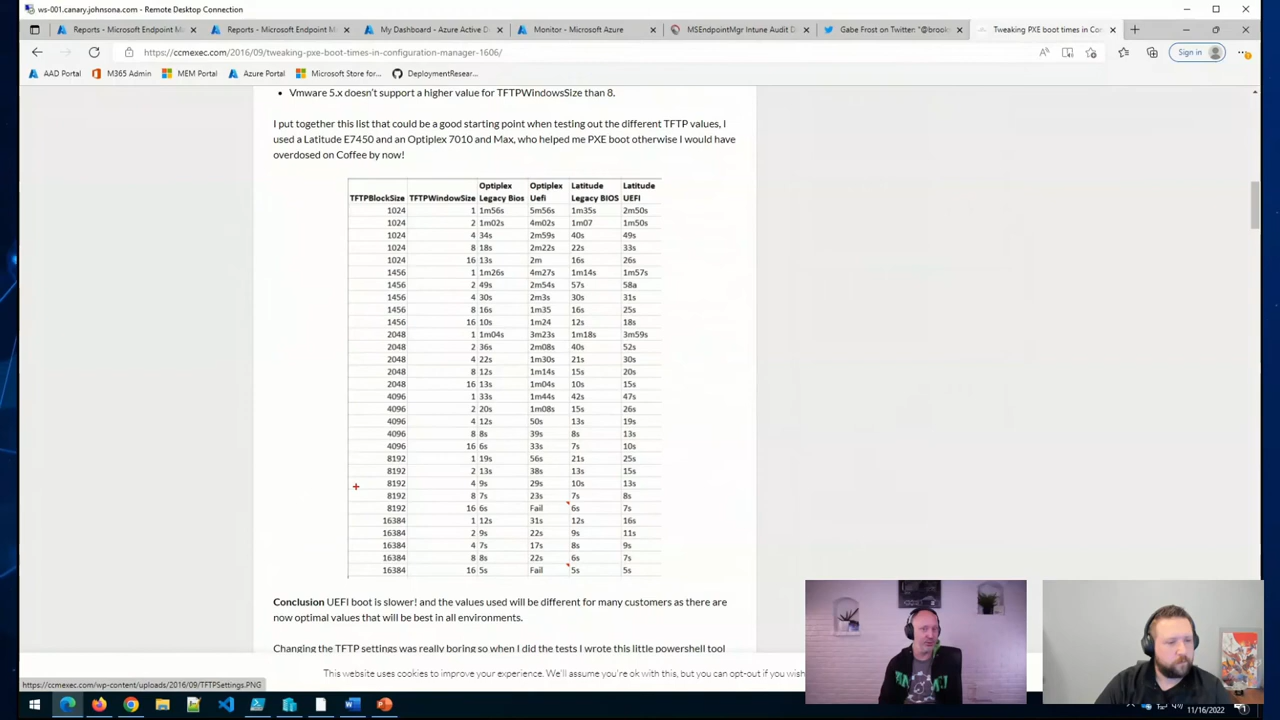 ws-001.canary.johnsona.com - Remote Desktop Connection
Reports - Microsoft Endpoint M
Reports - Microsoft Endpoint M
My Dashboard - Azure Active D
Monitor - Microsoft Azure
MSEndpointMgr Intune Audit D
Gabe Frost on Twitter: "@brook
Tweaking PXE boot times in Con
https://ccmexec.com/2016/09/tweaking-pxe-boot-times-in-configuration-manager-1606/
Sign in
AAD Portal M365 Admin MEM Portal Azure Portal Microsoft Store for... DeploymentResear...
• Vmware 5.x doesn't support a higher value for TFTPWindowsSize than 8.
I put together this list that could be a good starting point when testing out the different TFTP values, I
used a Latitude E7450 and an Optiplex 7010 and Max, who helped me PXE boot otherwise I would have
overdosed on Coffee by now!
Optiplex Optiplex Latitude Latitude
TFTPBlockSize TFTPWindowSize Legacy Bios Uefi Legacy BIOS UEFI
1024 1 1m56s 5m56s 1m35s 2m50s
1024 2 1m02s 4m02s 1m07 1m50s
1024 4 34s 2m59s 40s 49s
1024 8 18s 2m22s 22s 33s
1024 16 13s 2m 16s 26s
1456 1 1m26s 4m27s 1m14s 1m57s
1456 2 49s 2m54s 57s 58a
1456 4 30s 2m3s 30s 31s
1456 8 16s 1m35 16s 25s
1456 16 10s 1m24 12s 18s
2048 1 1m04s 3m23s 1m18s 3m59s
2048 2 36s 2m08s 40s 52s
2048 4 22s 1m30s 21s 30s
2048 8 12s 1m14s 15s 20s
2048 16 13s 1m04s 10s 15s
4096 1 33s 1m44s 42s 47s
4096 2 20s 1m08s 15s 26s
4096 4 12s 50s 13s 19s
4096 8 8s 39s 8s 13s
4096 16 6s 33s 7s 10s
8192 1 19s 56s 21s 25s
8192 2 13s 38s 13s 15s
8192 4 9s 29s 10s 13s
8192 8 7s 23s 7s 8s
8192 16 6s Fail 6s 7s
16384 1 12s 31s 12s 16s
16384 2 9s 22s 9s 11s
16384 4 7s 17s 8s 9s
16384 8 8s 22s 6s 7s
16384 16 5s Fail 5s 5s
Conclusion UEFI boot is slower! and the values used will be different for many customers as there are
now optimal values that will be best in all environments.
Changing the TFTP settings was really boring so when I did the tests I wrote this little powershell tool
This website uses cookies to improve your experience. We'll assume you're ok with this, but you can opt-out if you wis
https://ccmexec.com/wp-content/uploads/2016/09/TFTPSettings.PNG
11/16/2022